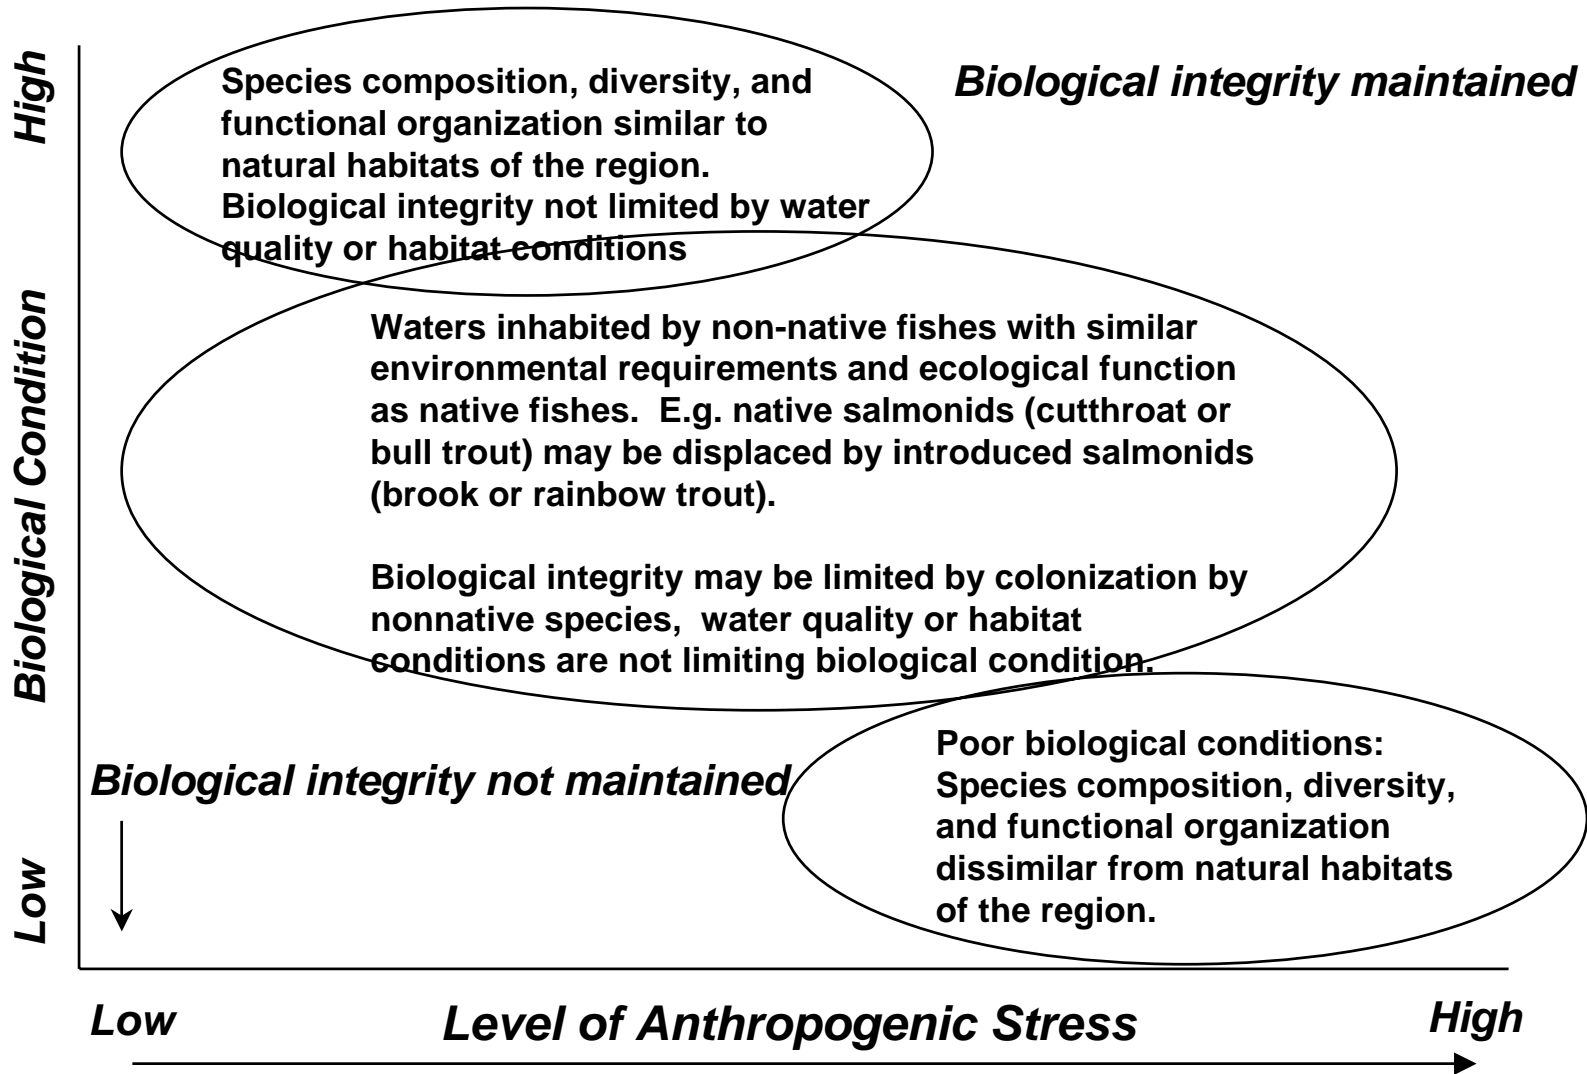 High
Biological Condition
Low
Species composition, diversity, and
functional organization similar to
natural habitats of the region.
Biological integrity not limited by water
quality or habitat conditions
Biological integrity maintained
Waters inhabited by non-native fishes with similar
environmental requirements and ecological function
as native fishes.  E.g. native salmonids (cutthroat or
bull trout) may be displaced by introduced salmonids
(brook or rainbow trout).
Biological integrity may be limited by colonization by
nonnative species,  water quality or habitat
conditions are not limiting biological condition.
Biological integrity not maintained
Poor biological conditions:
Species composition, diversity,
and functional organization
dissimilar from natural habitats
of the region.
Low
Level of Anthropogenic Stress
High